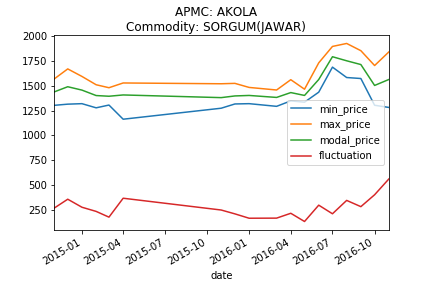 APMC: AKOLA
Commodity: SORGUM(JAWAR)
2000
1750
1500
1250
1000
750
500
250
min_price
max_price
modal_price
fluctuation
2015-01
2015-04
2015-07
2015-10
2016-01
2016-04
2016-07
2016-10
date